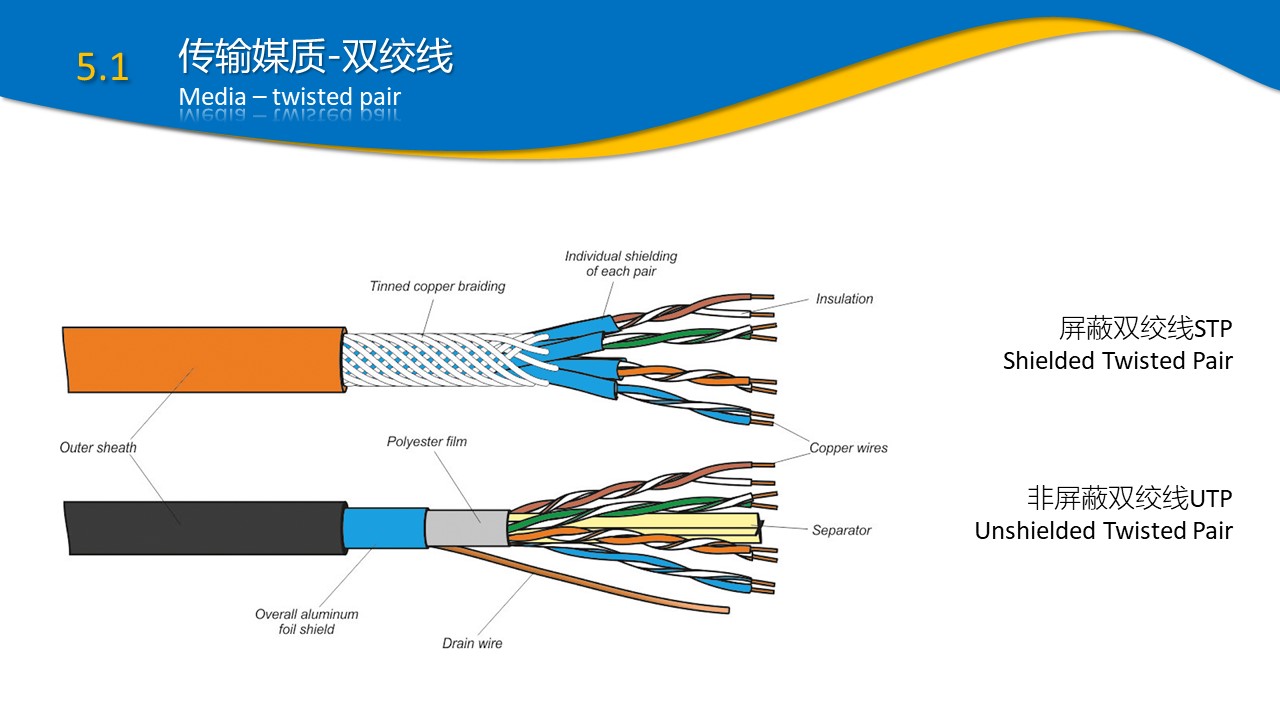 5.1
传输媒质-双绞线
Media – twisted pair
Individual shielding
of each pair
Tinned copper braiding
Insulation
屏蔽双绞线STP
Shielded Twisted Pair
Outer sheath
Polyester film
Copper wires
非屏蔽双绞线UTP
Unshielded Twisted Pair
Separator
Overall aluminum
foil shield
Drain wire